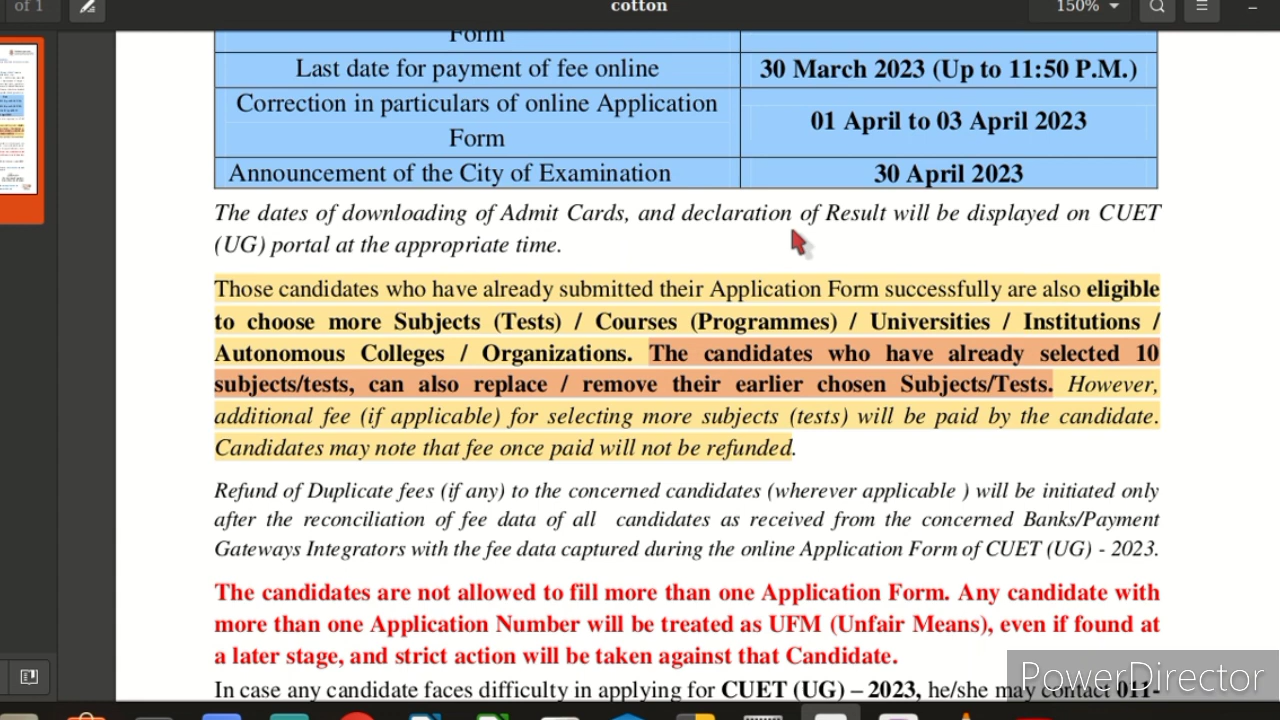 of 1
cotton
150%
Form
Last date for payment of fee online
30 March 2023 (Up to 11:50 P.M.)
Correction in particulars of online Application
Form
01 April to 03 April 2023
Announcement of the City of Examination
30 April 2023
The dates of downloading of Admit Cards, and declaration of Result will be displayed on CUET
(UG) portal at the appropriate time.
Those candidates who have already submitted their Application Form successfully are also eligible
to choose more Subjects (Tests) / Courses (Programmes) / Universities / Institutions /
Autonomous Colleges / Organizations. The candidates who have already selected 10
subjects/tests, can also replace / remove their earlier chosen Subjects/Tests. However,
additional fee (if applicable) for selecting more subjects (tests) will be paid by the candidate.
Candidates may note that fee once paid will not be refunded.
Refund of Duplicate fees (if any) to the concerned candidates (wherever applicable ) will be initiated only
after the reconciliation of fee data of all candidates as received from the concerned Banks/Payment
Gateways Integrators with the fee data captured during the online Application Form of CUET (UG) - 2023.
The candidates are not allowed to fill more than one Application Form. Any candidate with
more than one Application Number will be treated as UFM (Unfair Means), even if found at
a later stage, and strict action will be taken against that Candidate.
In case any candidate faces difficulty in applying for CUET (UG) – 2023, he/she may contact 011-
PowerDirector